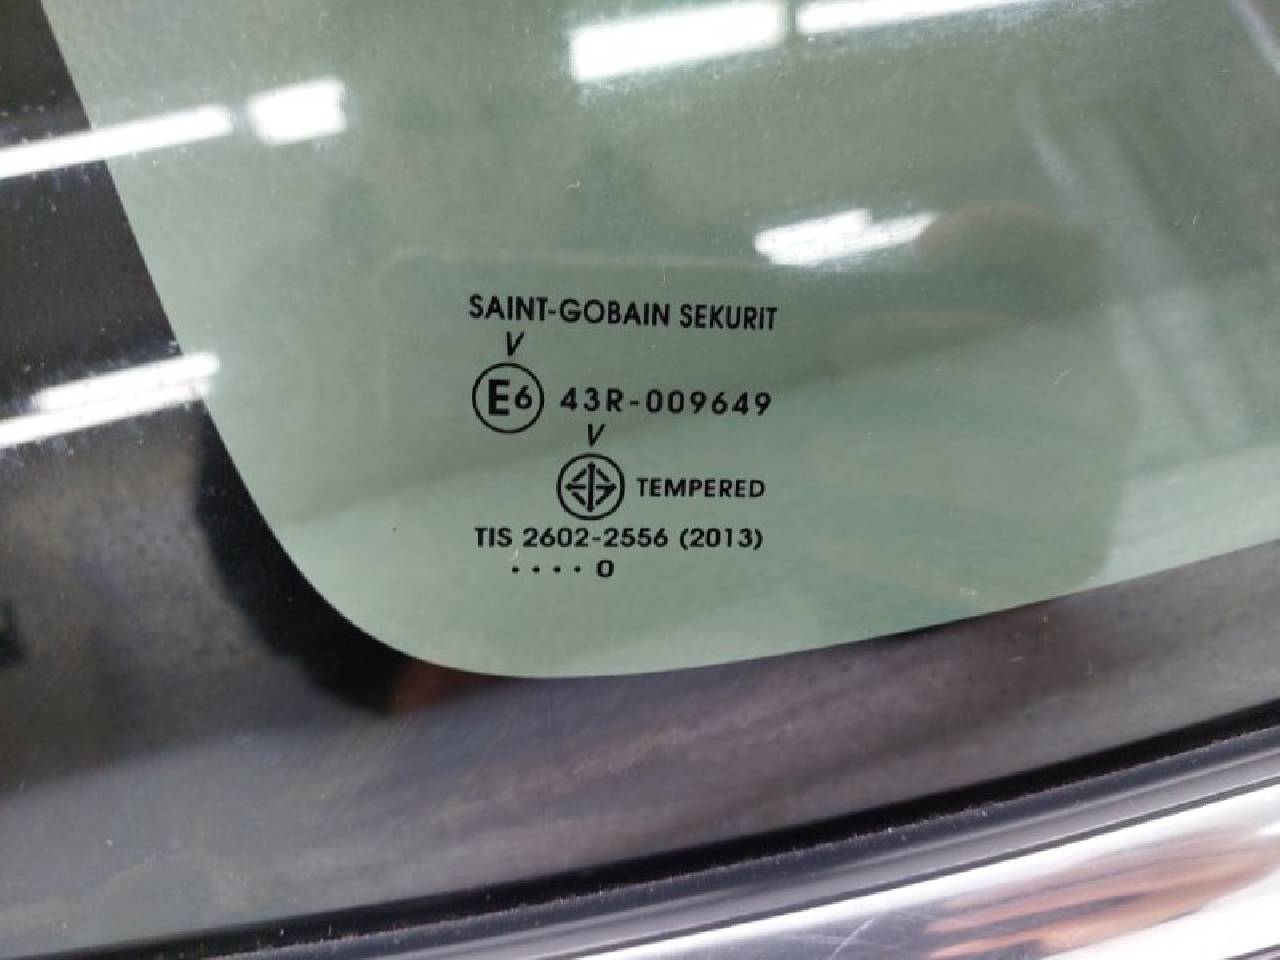 SAINT-GOBAIN SEKURIT
V
E6 43R-009649
V
TEMPERED
TIS 2602-2556 (2013)
....0